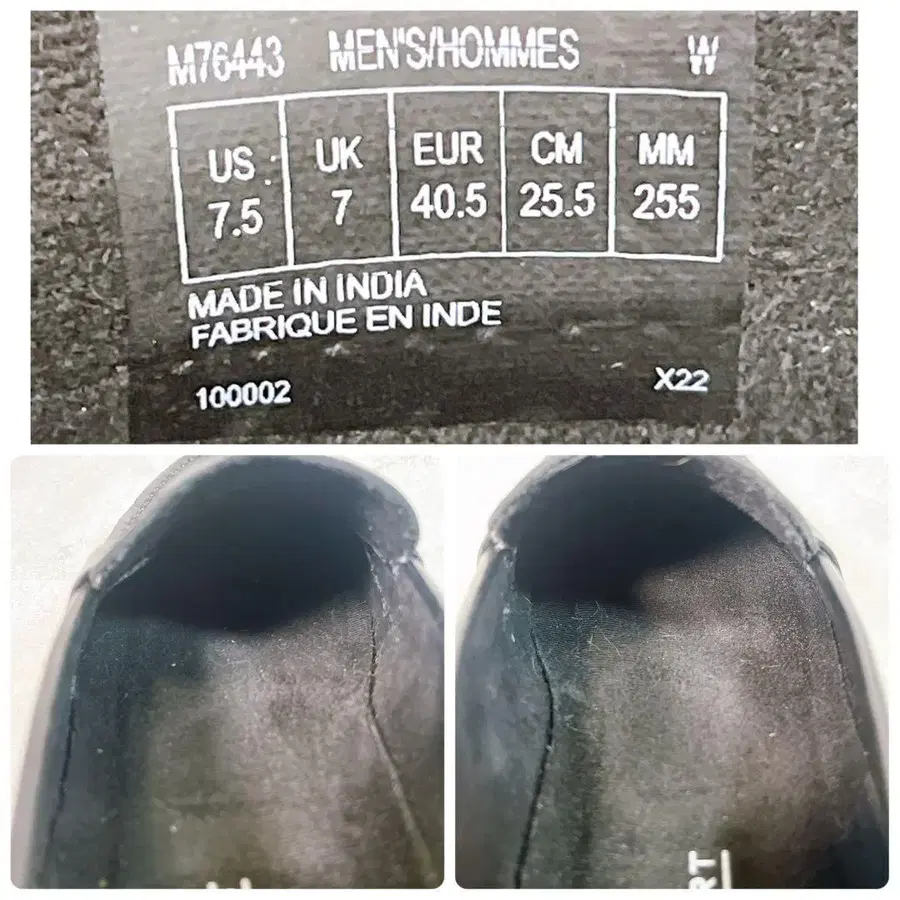 M76443 MEN'S/HOMMES W
US UK EUR CM MM
7.5 7 40.5 25.5 255
MADE IN INDIA
FABRIQUE EN INDE
100002 X22
RT